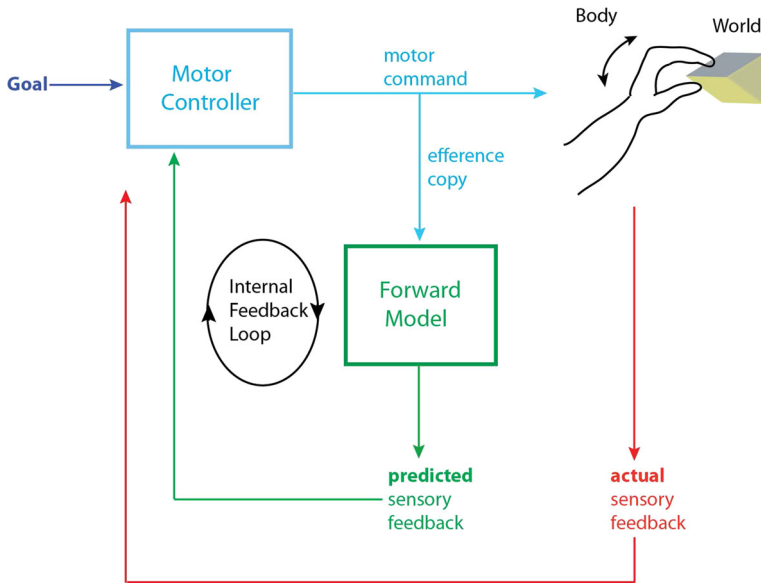 Body
World
Goal
Motor
Controller
motor
command
efference
copy
Internal
Feedback
Loop
Forward
Model
predicted
sensory
feedback
actual
sensory
feedback